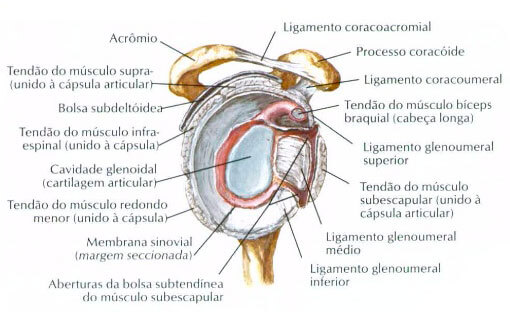 Acrômio
Tendão do músculo supra-
(unido à cápsula articular)
Bolsa subdeltóidea
Tendão do músculo infra-
espinal (unido à cápsula)
Cavidade glenoidal
(cartilagem articular)
Tendão do músculo redondo
menor (unido à cápsula)
Membrana sinovial
(margem seccionada)
Aberturas da bolsa subtendínea
do músculo subescapular
Ligamento coracoacromial
Processo coracóide
Ligamento coracoumeral
Tendão do músculo bíceps
braquial (cabeça longa)
Ligamento glenoumeral
superior
Tendão do músculo
subescapular (unido à
cápsula articular)
Ligamento glenoumeral
médio
Ligamento glenoumeral
inferior